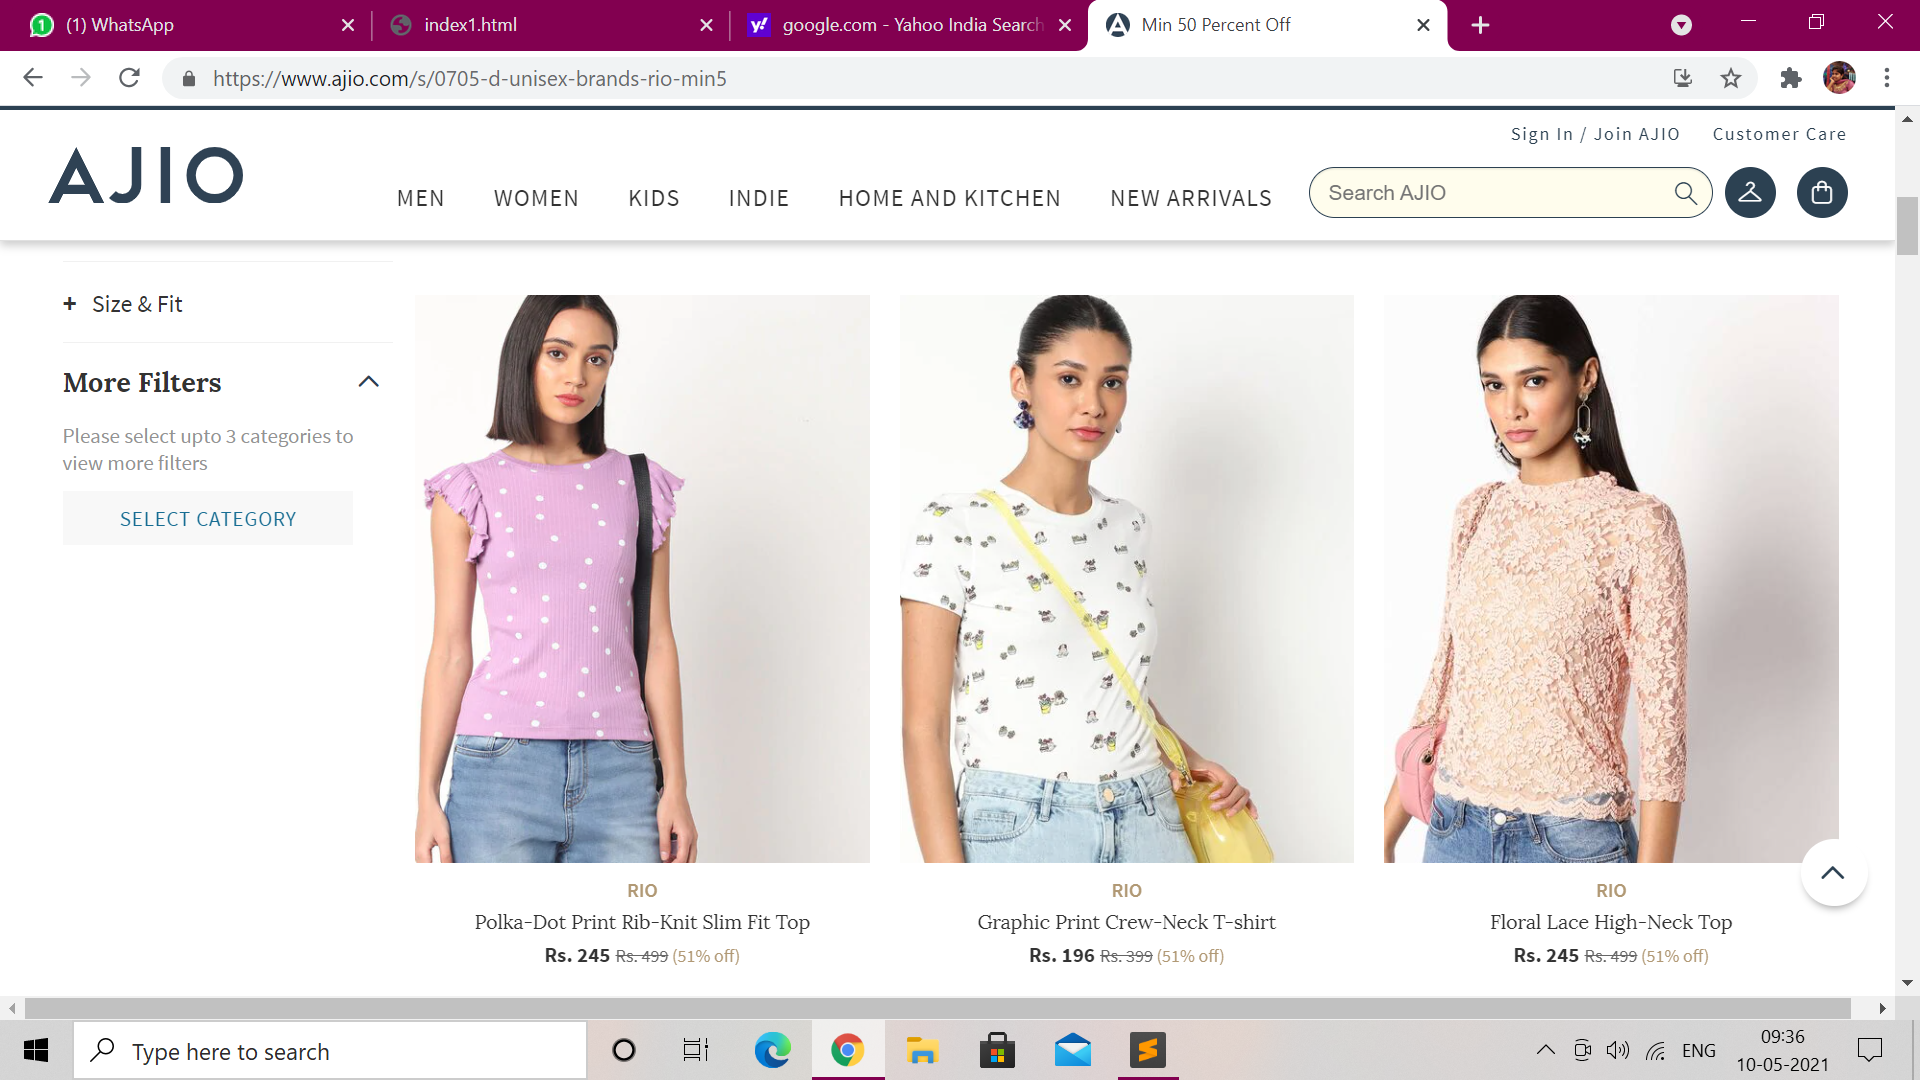 (1) WhatsApp
index1.html
google.com - Yahoo India Search
Min 50 Percent Off
https://www.ajio.com/s/0705-d-unisex-brands-rio-min5
Sign In / Join AJIO
Customer Care
AJIO
MEN
WOMEN
KIDS
INDIE
HOME AND KITCHEN
NEW ARRIVALS
Search AJIO
+ Size & Fit
More Filters
Please select upto 3 categories to
view more filters
SELECT CATEGORY
RIO
Polka-Dot Print Rib-Knit Slim Fit Top
Rs. 245 Rs. 499 (51% off)
RIO
Graphic Print Crew-Neck T-shirt
Rs. 196 Rs. 399 (51% off)
RIO
Floral Lace High-Neck Top
Rs. 245 Rs. 499 (51% off)
Type here to search
ENG
09:36
10-05-2021